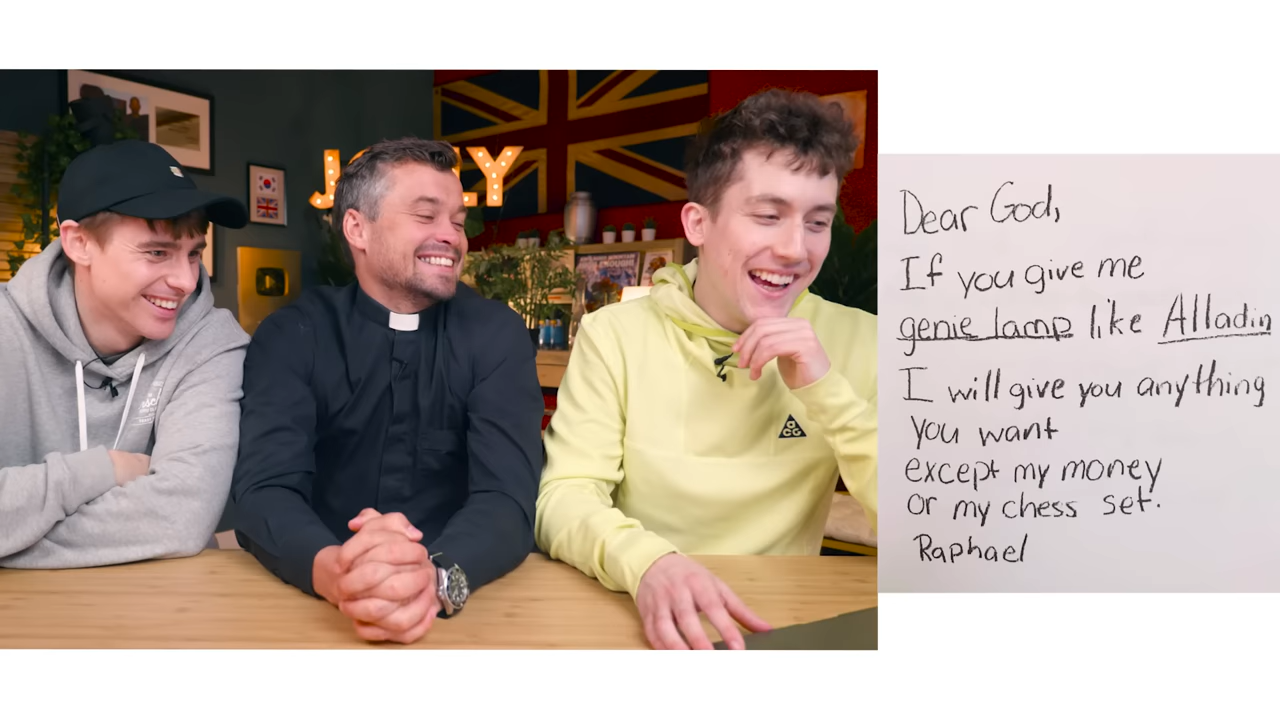 JOLLY
Dear God,
If you give me
genie lamp like Alladin
I will give you anything
you want
except my money
or my chess set.
Raphael